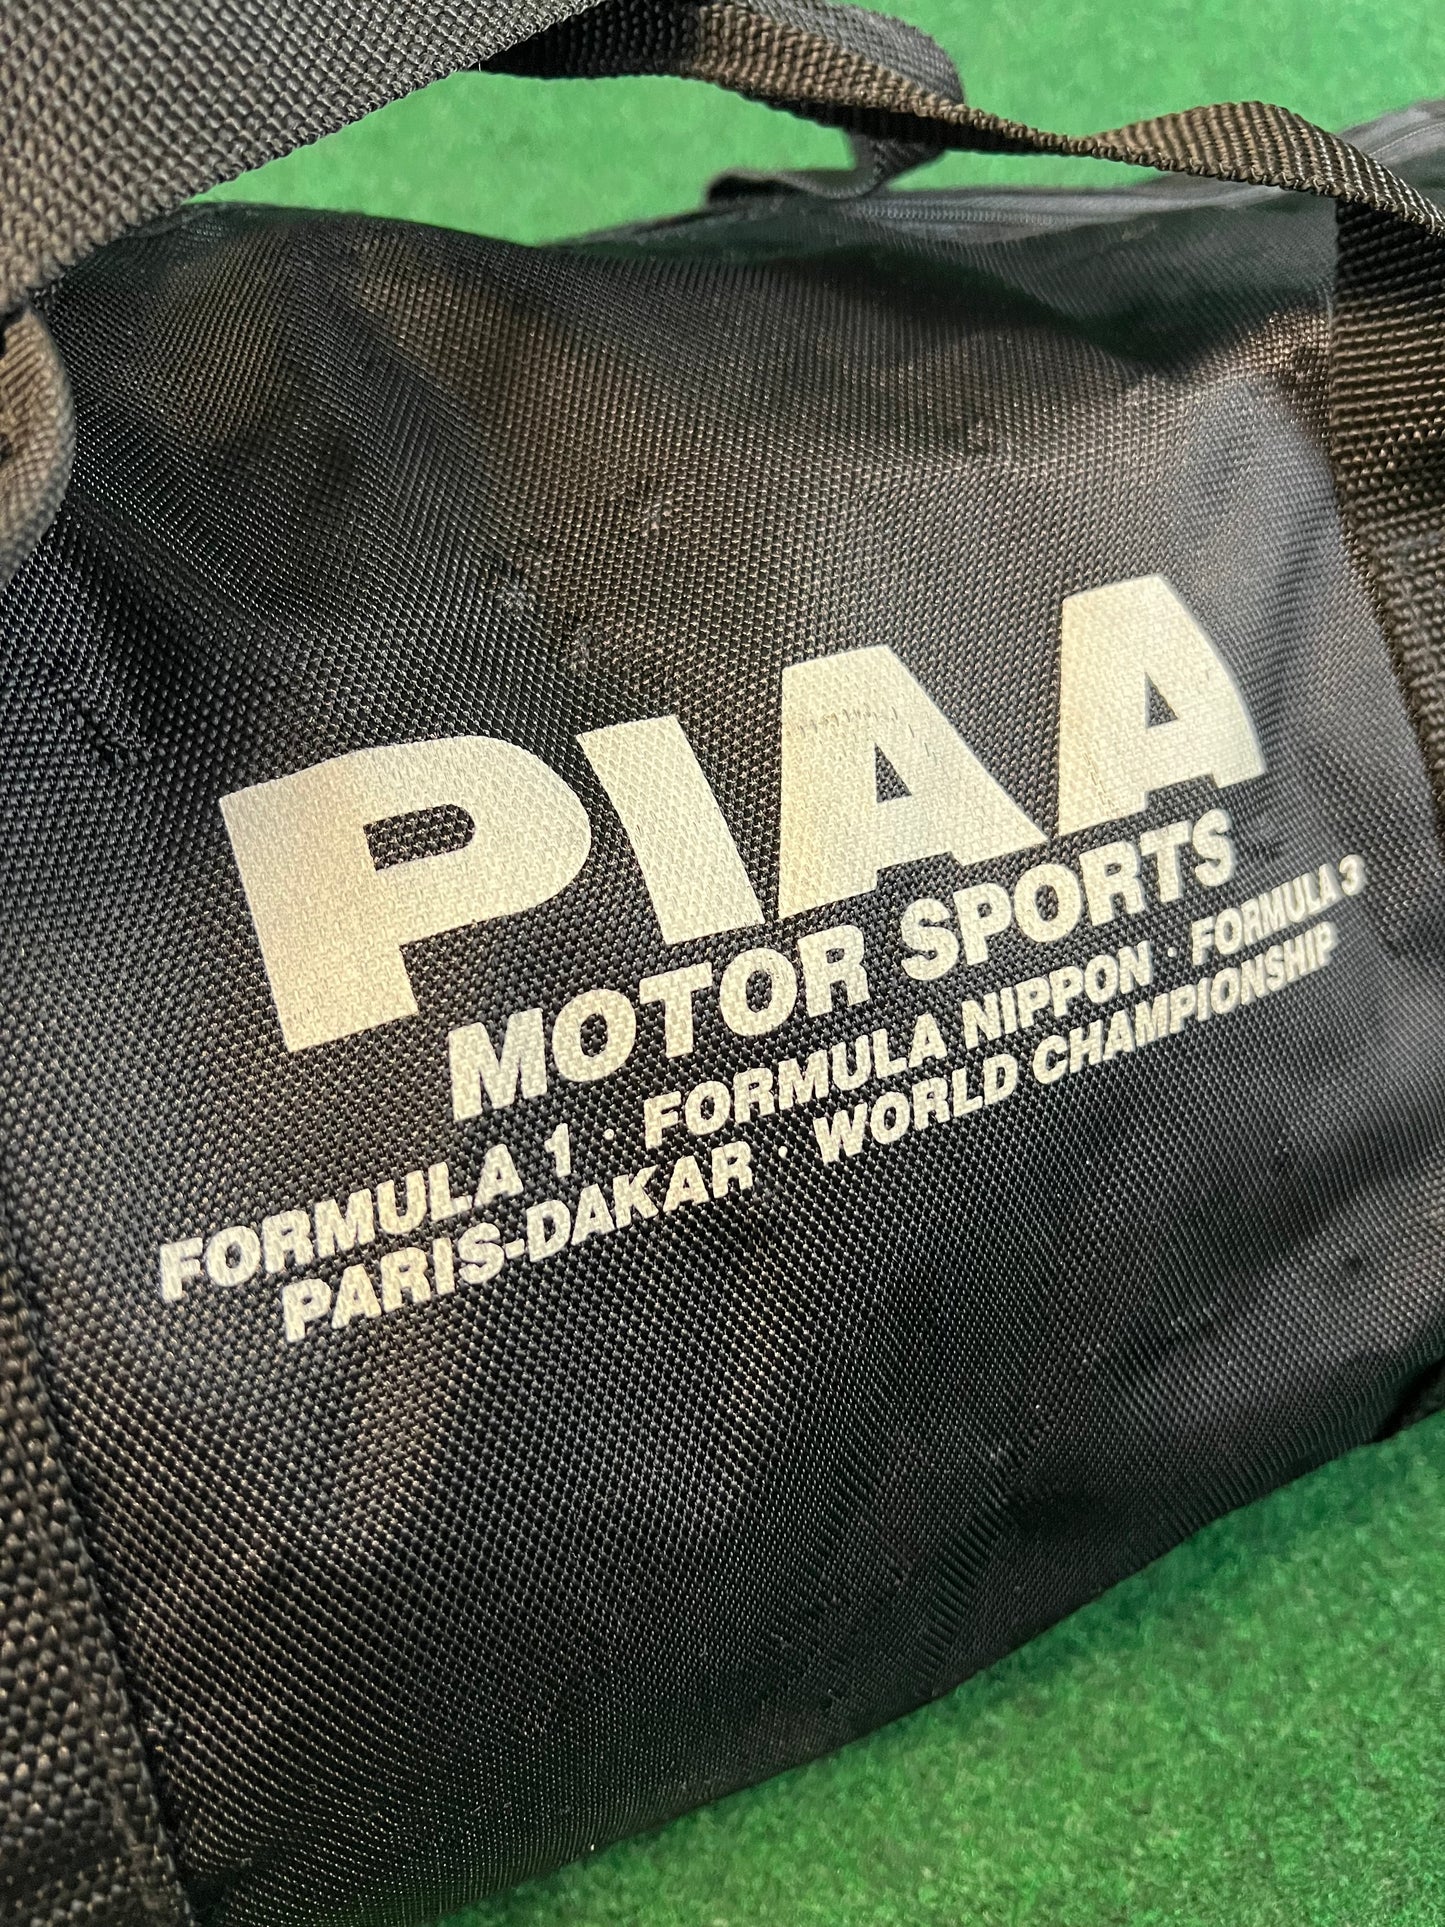 PIAA
MOTOR SPORTS
FORMULA 1 · FORMULA NIPPON · FORMULA 3
PARIS-DAKAR · WORLD CHAMPIONSHIP